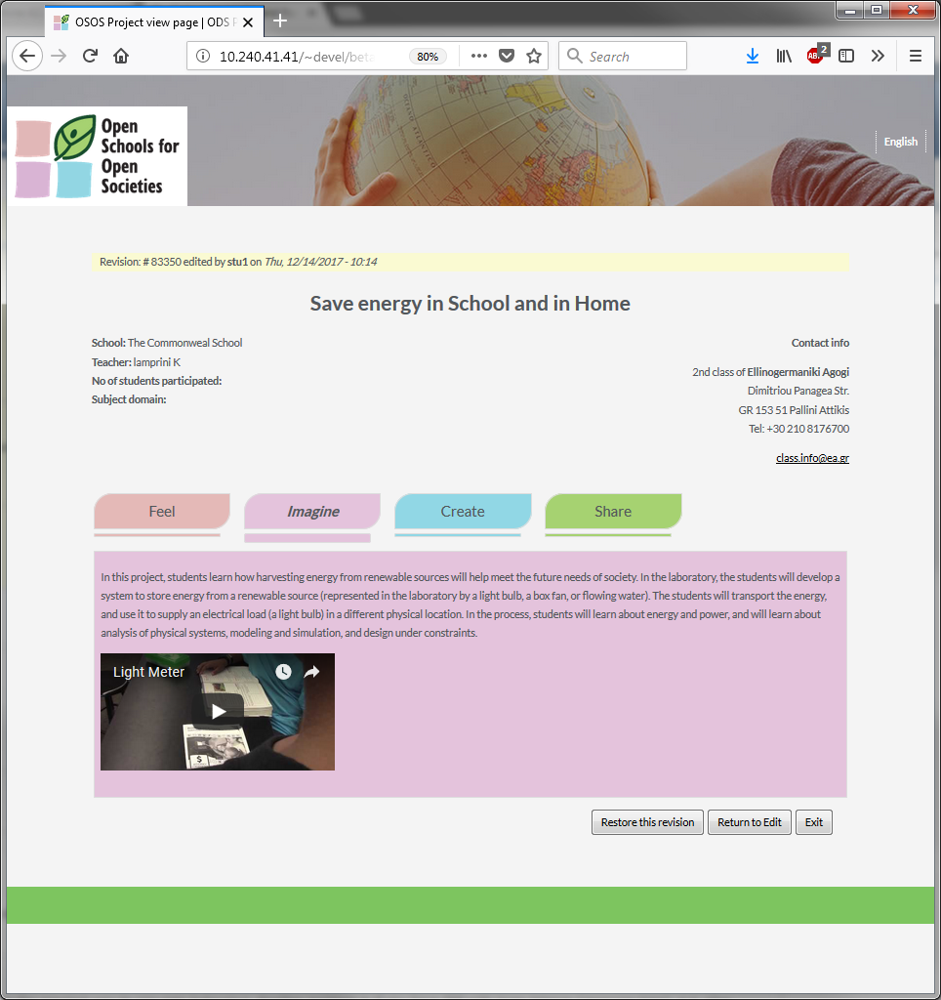 OSOS Project view page | ODS P
10.240.41.41/~devel/beta
80%
Search
ABP
2
Open
Schools for
Open
Societies
English
Revision: # 83350 edited by stu1 on Thu, 12/14/2017 - 10:14
Save energy in School and in Home
School: The Commonweal School
Teacher: lamprini K
No of students participated:
Subject domain:
Contact info
2nd class of Ellinogermaniki Agogi
Dimitriou Panagea Str.
GR 153 51 Pallini Attikis
Tel: +30 210 8176700
class.info@ea.gr
Feel
Imagine
Create
Share
In this project, students learn how harvesting energy from renewable sources will help meet the future needs of society. In the laboratory, the students will develop a
system to store energy from a renewable source (represented in the laboratory by a light bulb, a box fan, or flowing water). The students will transport the energy,
and use it to supply an electrical load (a light bulb) in a different physical location. In the process, students will learn about energy and power, and will learn about
analysis of physical systems, modeling and simulation, and design under constraints.
Light Meter
Restore this revision
Return to Edit
Exit